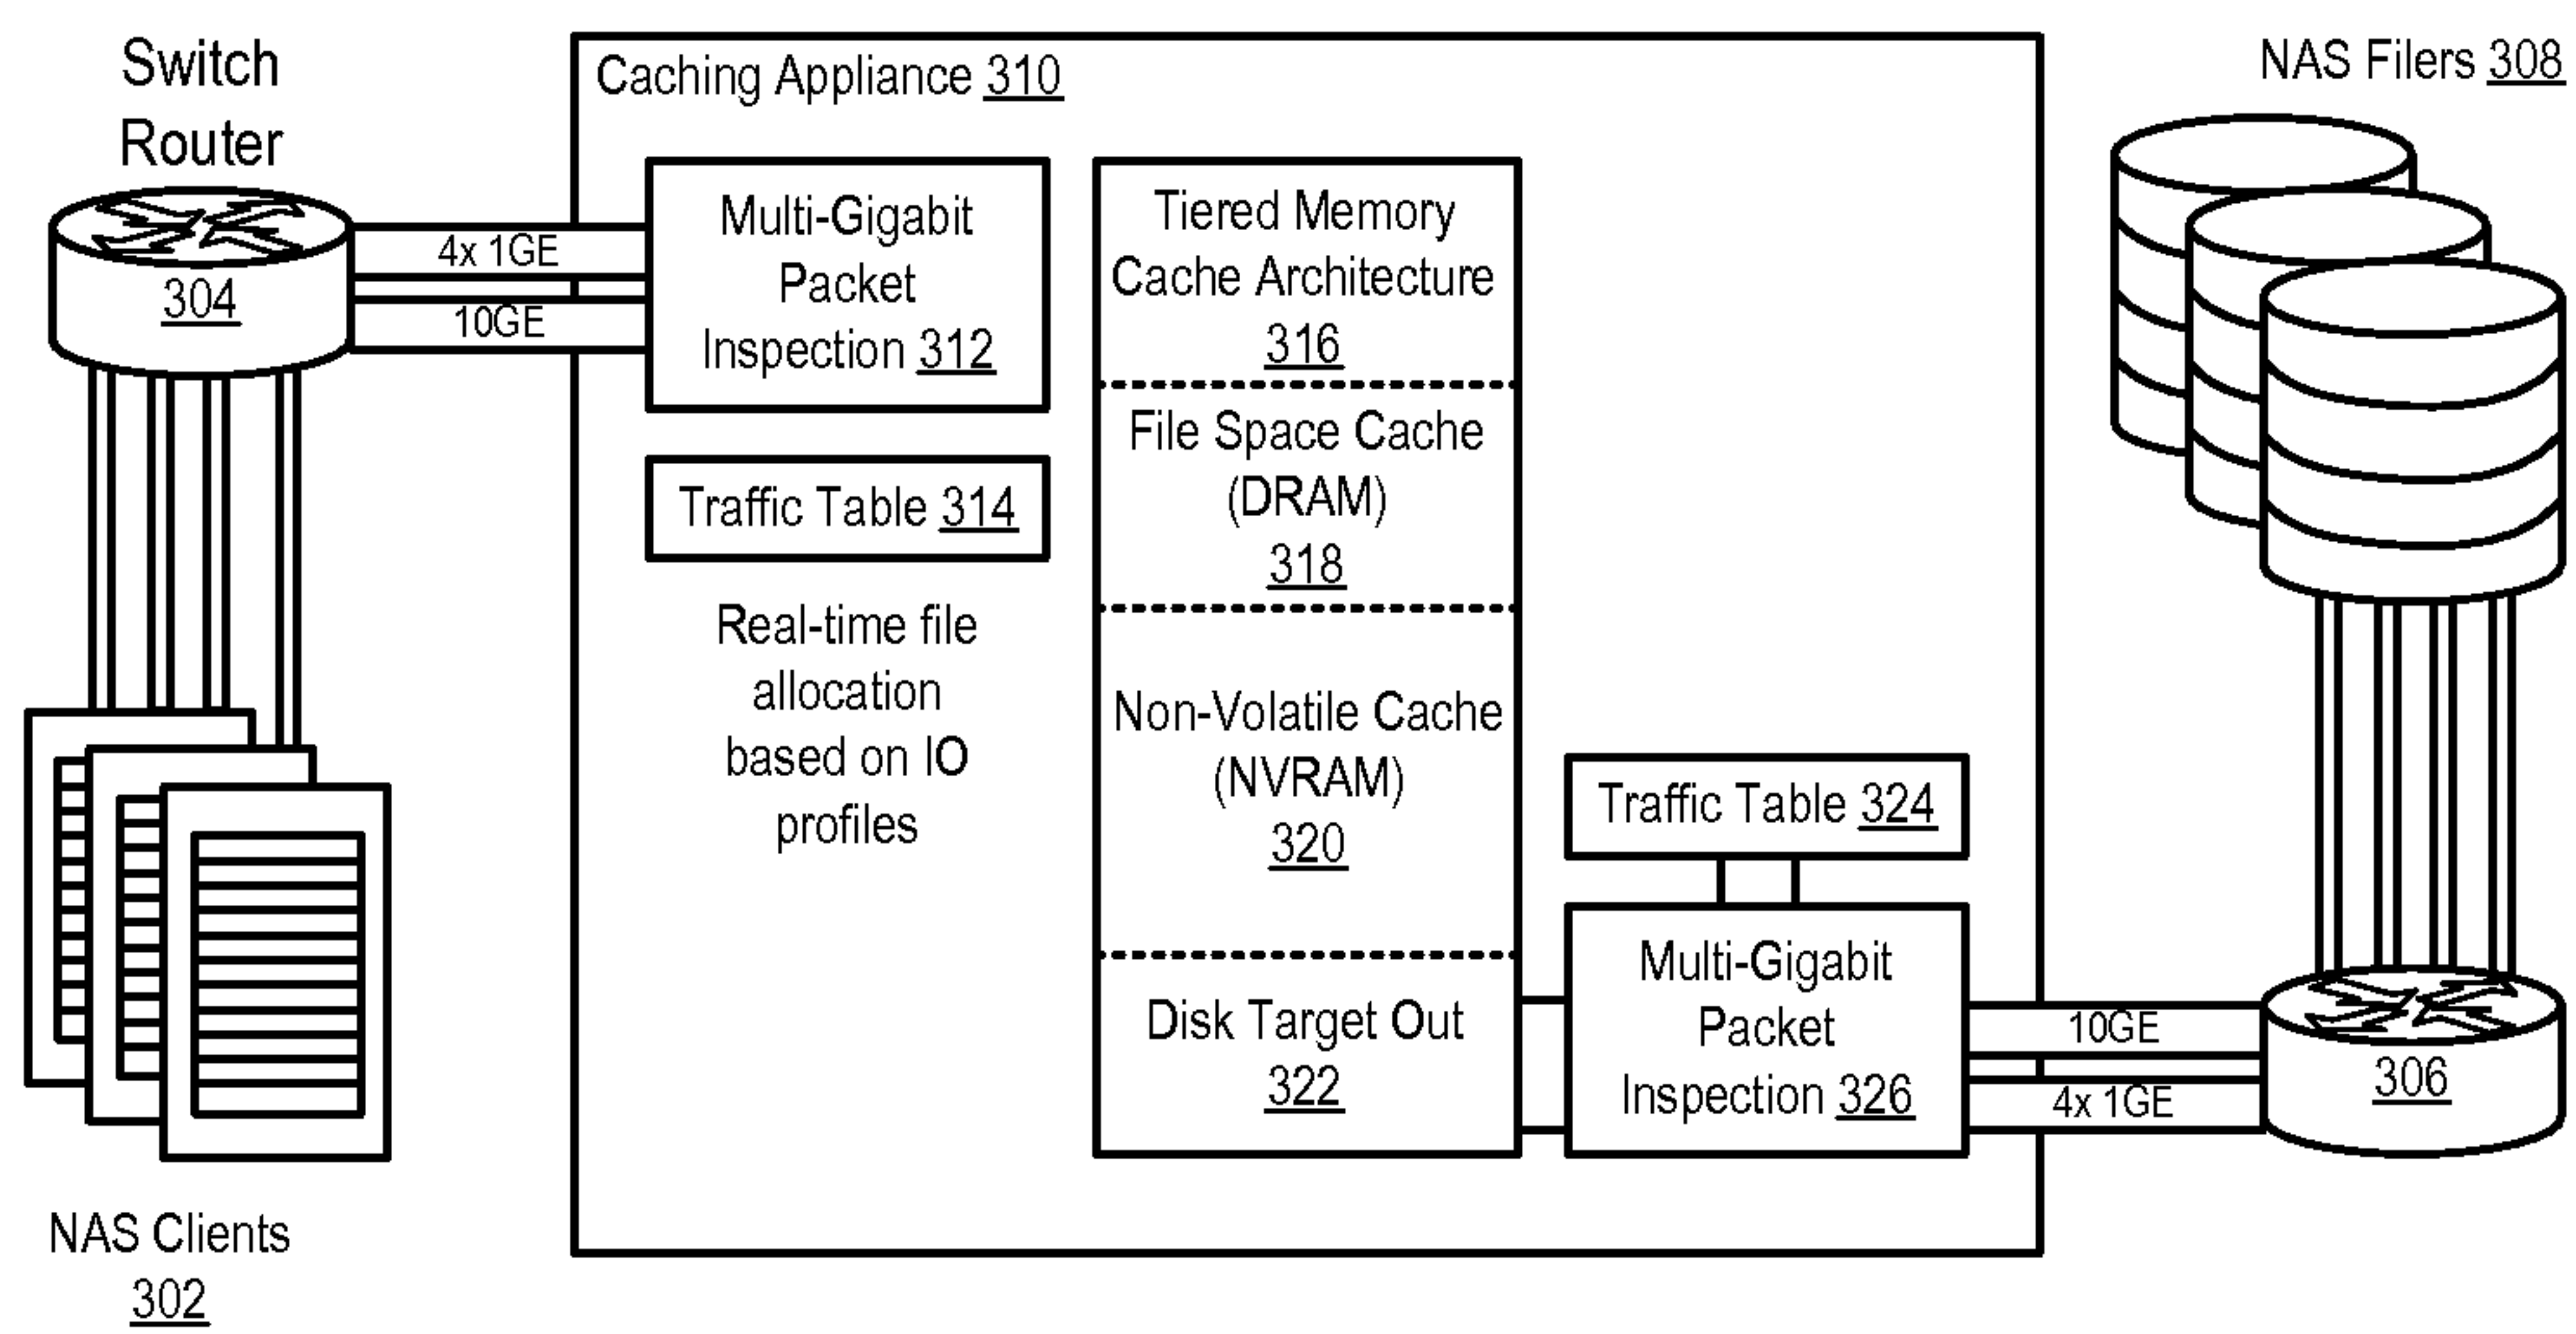 Switch
Router
304
4x 1GE
10GE
NAS Clients
302
Caching Appliance 310
Multi-Gigabit
Packet
Inspection 312
Traffic Table 314
Real-time file
allocation
based on IO
profiles
Tiered Memory
Cache Architecture
316
File Space Cache
(DRAM)
318
Non-Volatile Cache
(NVRAM)
320
Disk Target Out
322
Traffic Table 324
Multi-Gigabit
Packet
Inspection 326
NAS Filers 308
10GE
4x 1GE
306